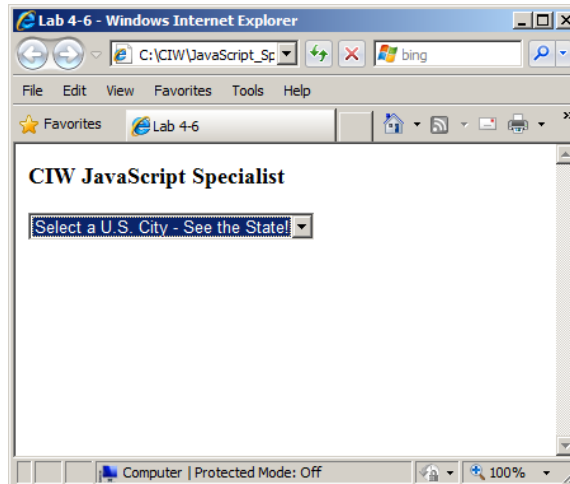 Lab 4-6 - Windows Internet Explorer
C:\CIW\JavaScript_Sp
bing
File Edit View Favorites Tools Help
Favorites Lab 4-6
CIW JavaScript Specialist
Select a U.S. City - See the State!
Computer | Protected Mode: Off 100%